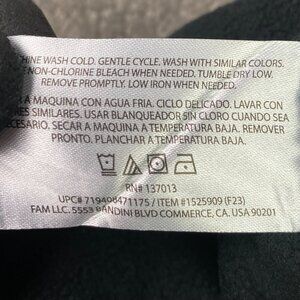 HINE WASH COLD. GENTLE CYCLE. WASH WITH SIMILAR COLORS.
NON-CHLORINE BLEACH WHEN NEEDED. TUMBLE DRY LOW.
REMOVE PROMPTLY. LOW IRON WHEN NEEDED.
R A MAQUINA CON AGUA FRIA. CICLO DELICADO. LAVAR CON
RES SIMILARES. USAR BLANQUEADOR SIN CLORO CUANDO SEA
CESARIO. SECAR A MAQUINA A TEMPERATURA BAJA. REMOVER
PRONTO. PLANCHAR A TEMPERATURA BAJA.
RN# 137013
UPC# 719406471175 / ITEM #1525909 (F23)
FAM LLC. 5553 BANDINI BLVD COMMERCE, CA. USA 90201